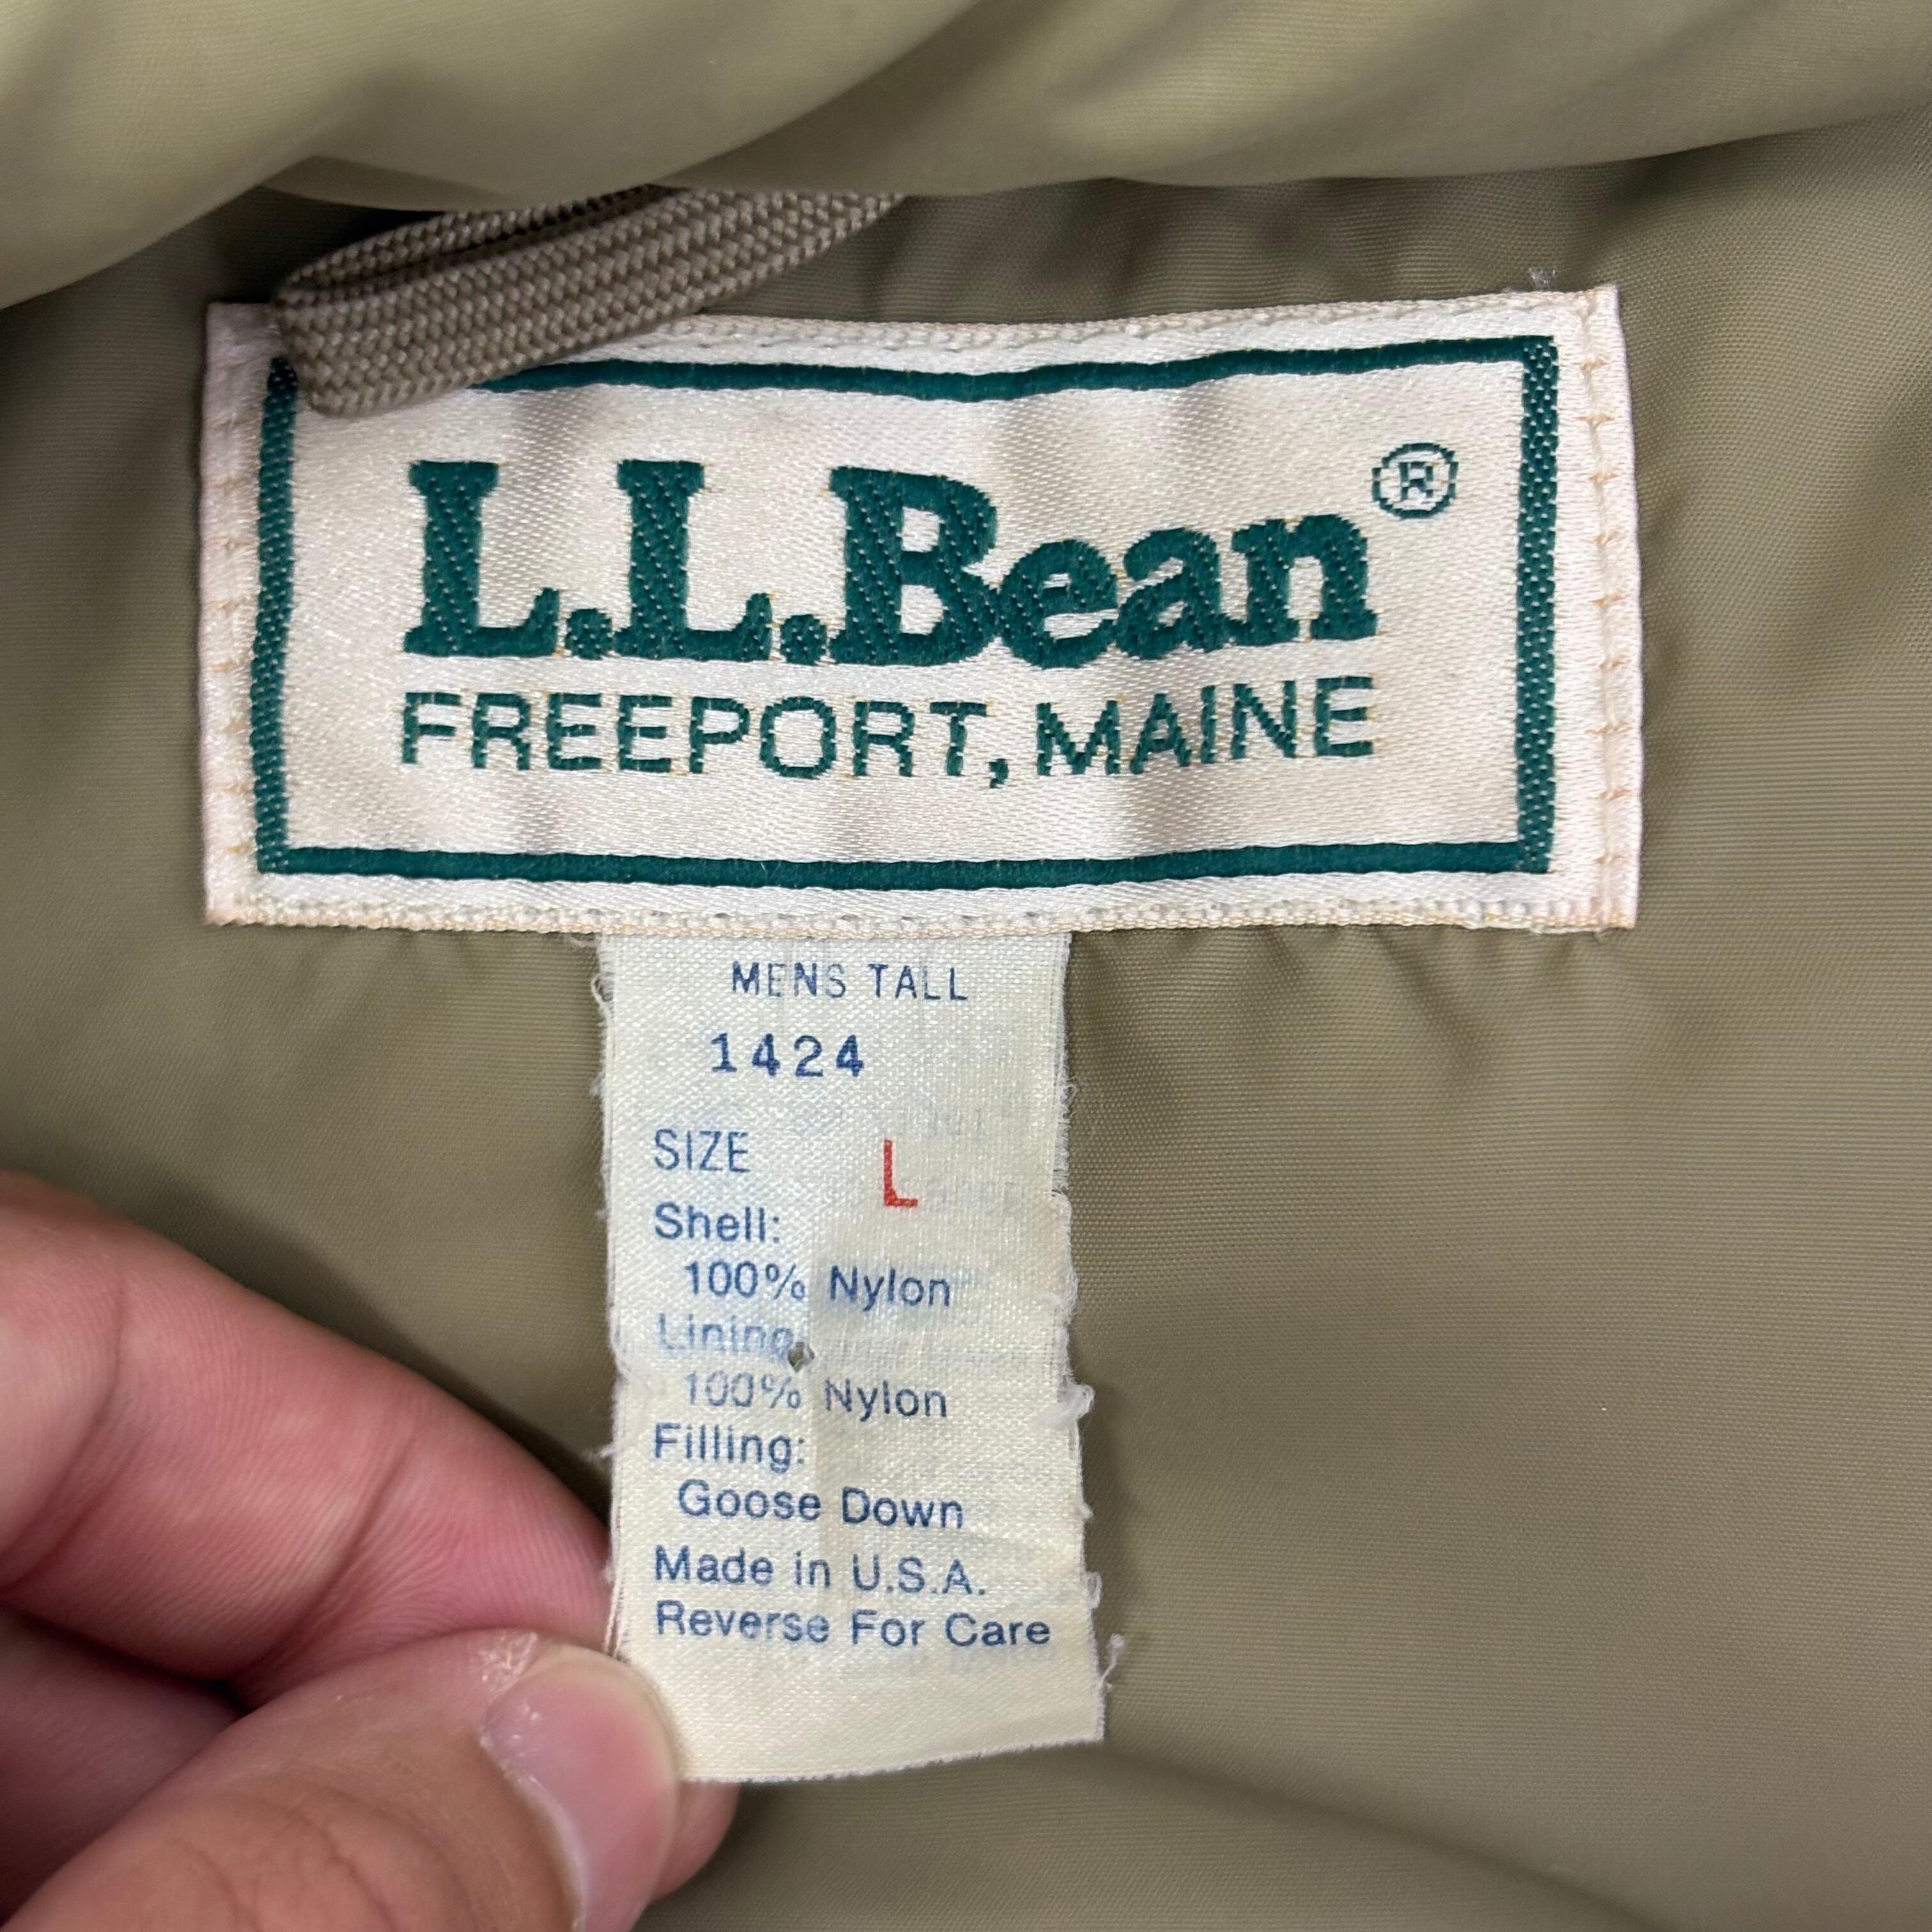 L.L.Bean®
FREEPORT, MAINE
MENS TALL
1424
SIZE L
Shell:
100% Nylon
Lining
100% Nylon
Filling:
Goose Down
Made in U.S.A.
Reverse For Care